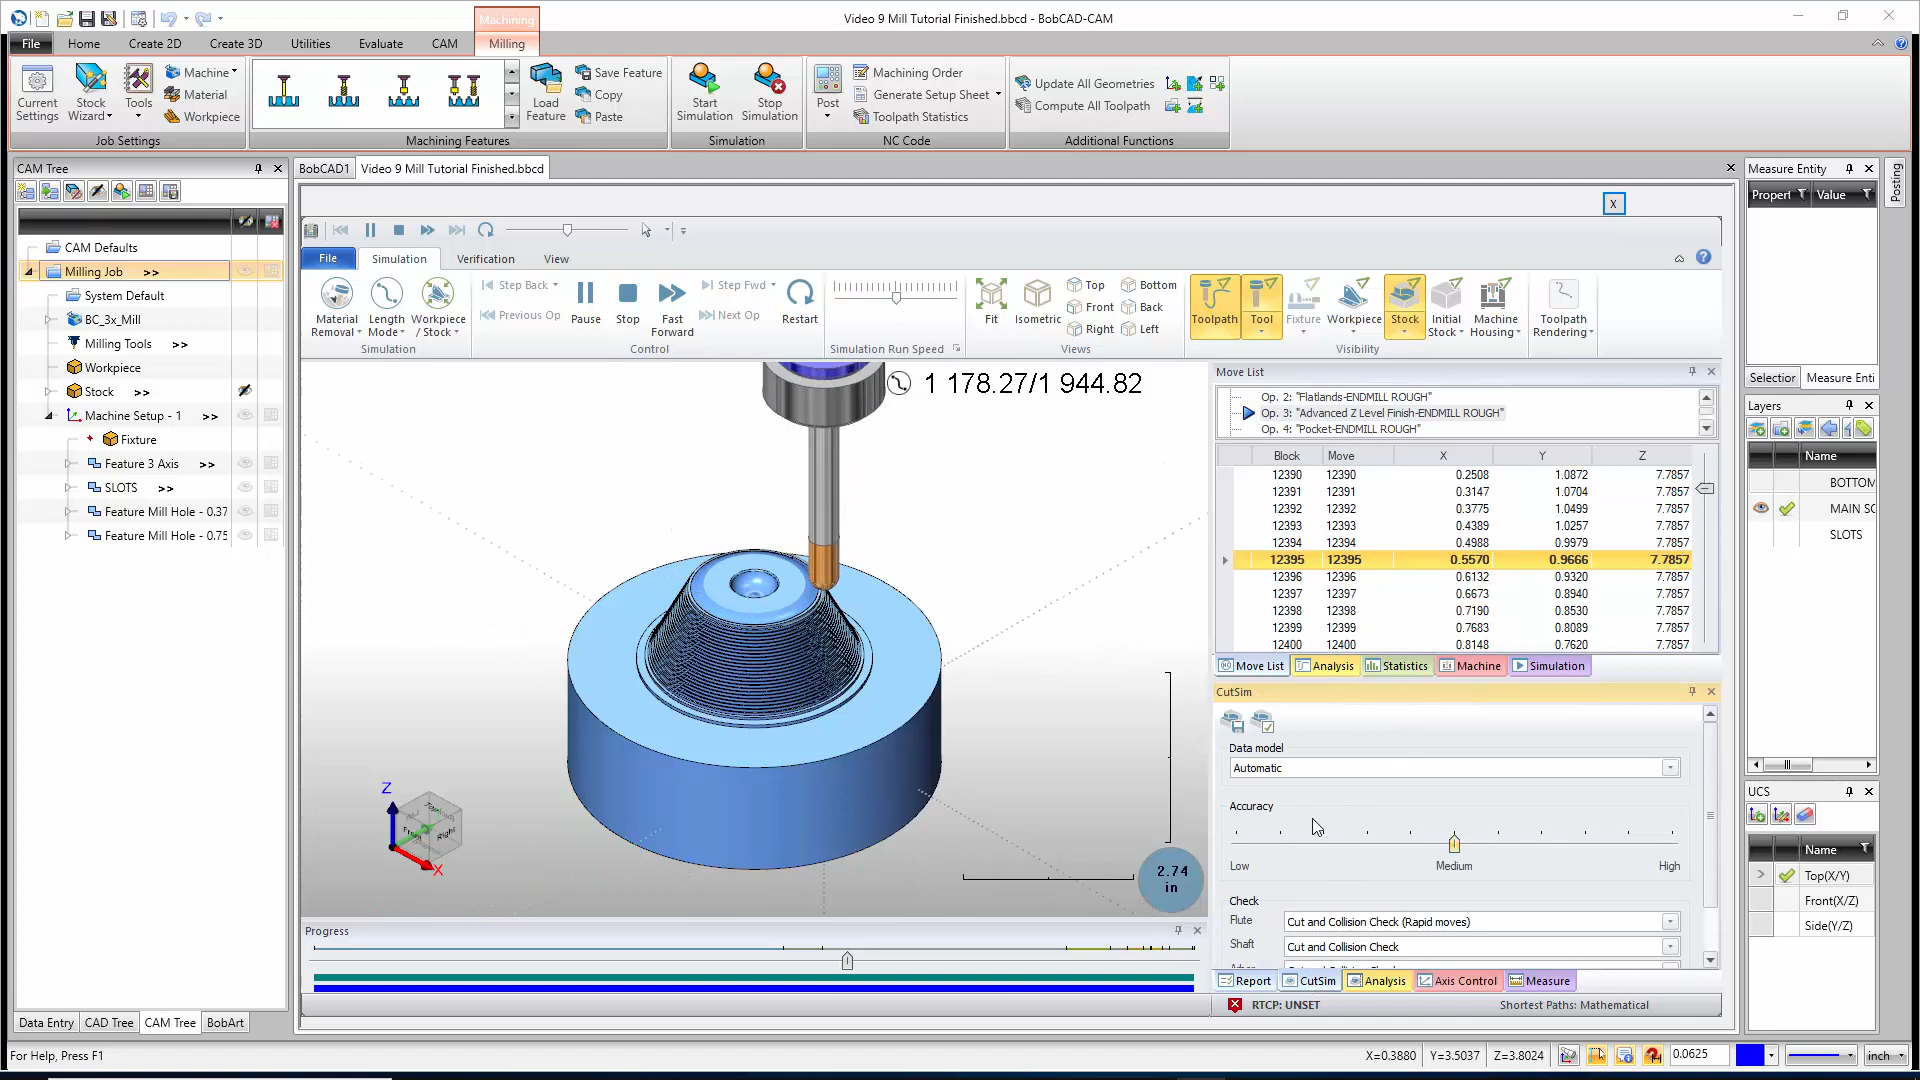 Video 9 Mill Tutorial Finished.bbcd - BobCAD-CAM
Machining
File Home Create 2D Create 3D Utilities Evaluate CAM Milling
Current Settings
Stock Wizard
Tools
Machine
Material
Workpiece
Job Settings
Load Feature
Save Feature
Copy
Paste
Machining Features
Start Simulation
Stop Simulation
Simulation
Post
Machining Order
Generate Setup Sheet
Toolpath Statistics
NC Code
Update All Geometries
Compute All Toolpath
Additional Functions
CAM Tree
CAM Defaults
Milling Job >>
System Default
BC_3x_Mill
Milling Tools >>
Workpiece
Stock >>
Machine Setup - 1 >>
Fixture
Feature 3 Axis >>
SLOTS >>
Feature Mill Hole - 0.37
Feature Mill Hole - 0.75
Data Entry CAD Tree CAM Tree BobArt
BobCAD1 Video 9 Mill Tutorial Finished.bbcd
X
File Simulation Verification View
Material Removal
Length Mode
Workpiece / Stock
Simulation
Step Back
Previous Op
Pause
Stop
Fast Forward
Step Fwd
Next Op
Restart
Control
Simulation Run Speed
Fit
Isometric
Top
Front
Right
Bottom
Back
Left
Views
Toolpath
Tool
Fixture
Workpiece
Stock
Initial Stock
Machine Housing
Visibility
Toolpath Rendering
1 178.27/1 944.82
Z
Top
Front
Right
X
2.74
in
Progress
Move List
Op. 2: "Flatlands-ENDMILL ROUGH"
Op. 3: "Advanced Z Level Finish-ENDMILL ROUGH"
Op. 4: "Pocket-ENDMILL ROUGH"
Block Move X Y Z
12390 12390 0.2508 1.0872 7.7857
12391 12391 0.3147 1.0704 7.7857
12392 12392 0.3775 1.0499 7.7857
12393 12393 0.4389 1.0257 7.7857
12394 12394 0.4988 0.9979 7.7857
12395 12395 0.5570 0.9666 7.7857
12396 12396 0.6132 0.9320 7.7857
12397 12397 0.6673 0.8940 7.7857
12398 12398 0.7190 0.8530 7.7857
12399 12399 0.7683 0.8089 7.7857
12400 12400 0.8148 0.7620 7.7857
Move List Analysis Statistics Machine Simulation
CutSim
Data model
Automatic
Accuracy
Low Medium High
Check
Flute Cut and Collision Check (Rapid moves)
Shaft Cut and Collision Check
Report CutSim Analysis Axis Control Measure
RTCP: UNSET Shortest Paths: Mathematical
Measure Entity
Propert Value
Selection Measure Enti
Layers
Name
BOTTOM
MAIN SC
SLOTS
UCS
Name
Top(X/Y)
Front(X/Z)
Side(Y/Z)
Posting
For Help, Press F1
X=0.3880 Y=3.5037 Z=3.8024 0.0625 inch